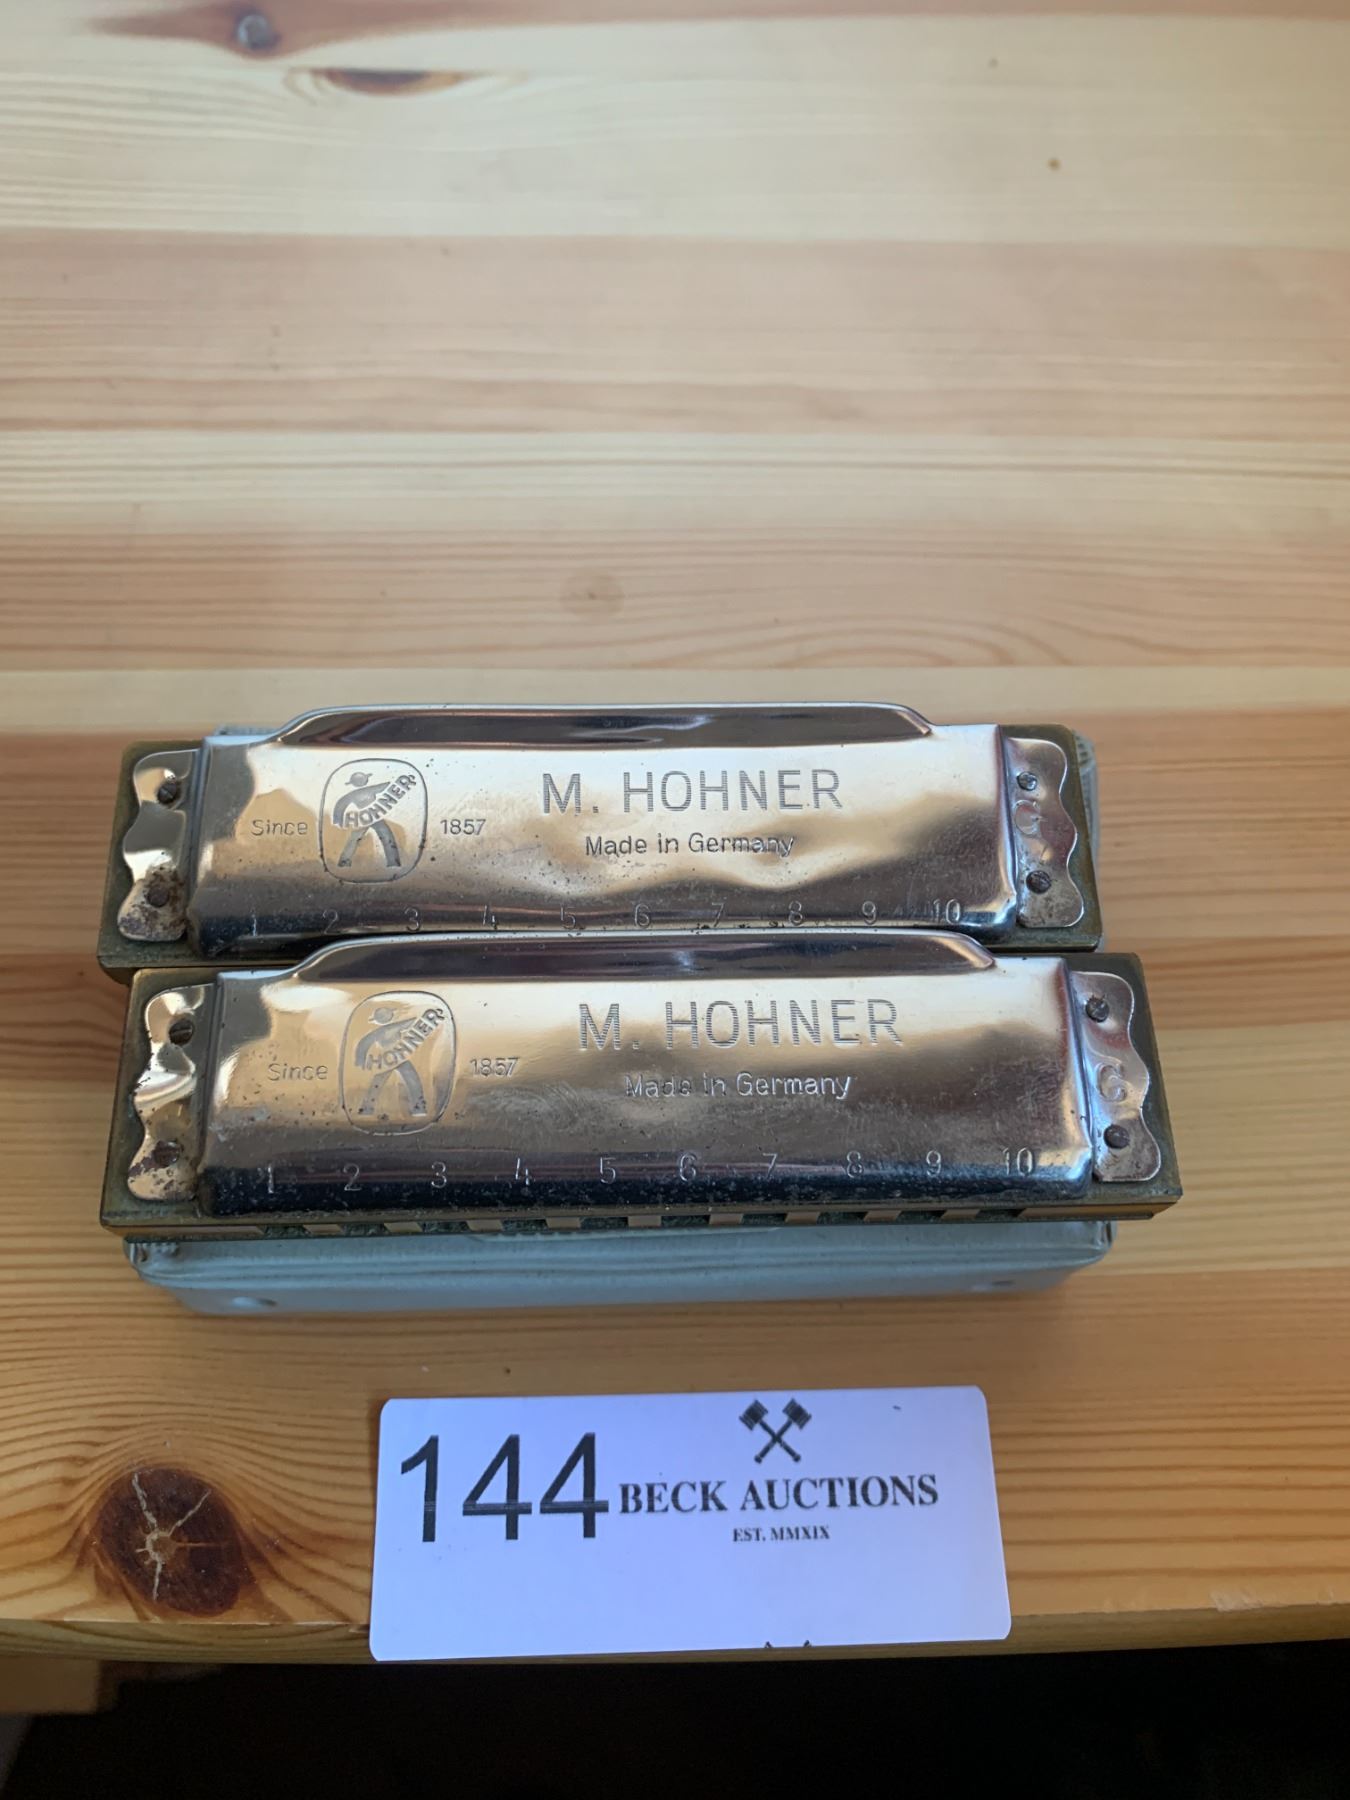 M. HOHNER
Since HOHNER 1857
Made in Germany
1 2 3 4 5 6 7 8 9 10
M. HOHNER
Since HOHNER 1857
Made in Germany
G
1 2 3 4 5 6 7 8 9 10
144 BECK AUCTIONS
EST. MMXIX